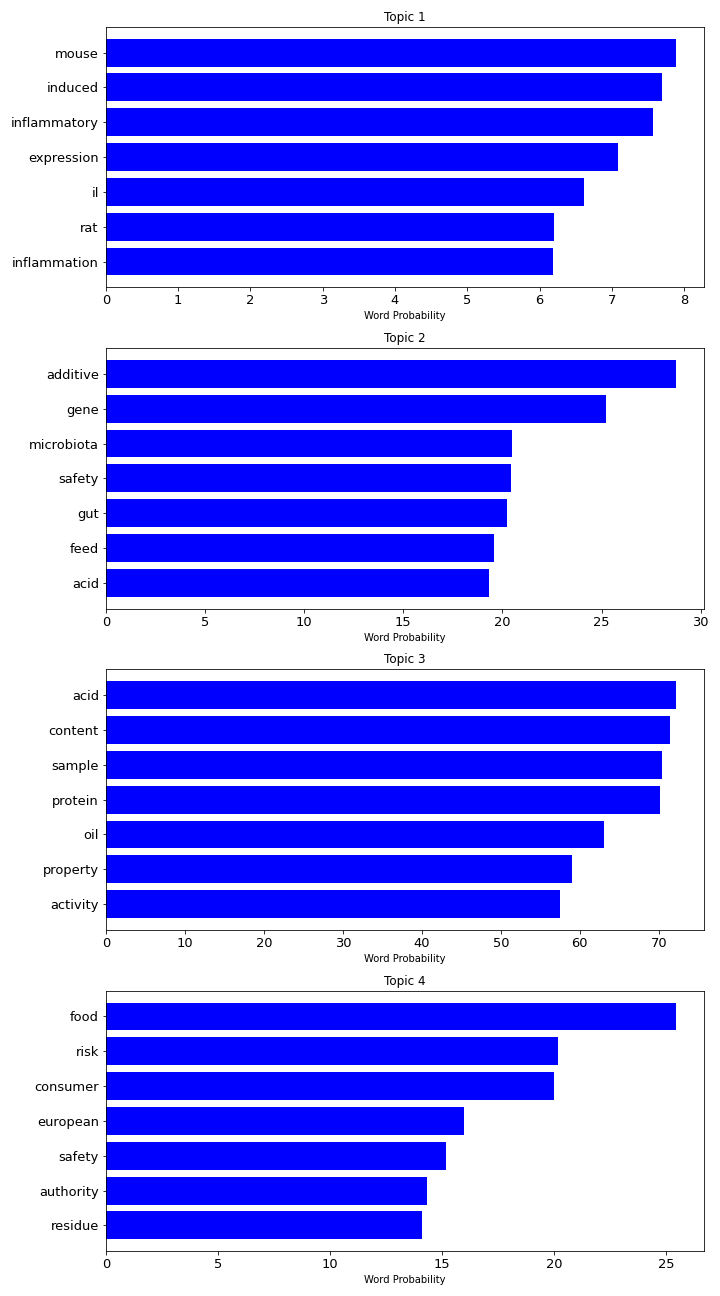 Topic 1
mouse
induced
inflammatory
expression
il
rat
inflammation
0 1 2 3 4 5 6 7 8
Word Probability
Topic 2
additive
gene
microbiota
safety
gut
feed
acid
0 5 10 15 20 25 30
Word Probability
Topic 3
acid
content
sample
protein
oil
property
activity
0 10 20 30 40 50 60 70
Word Probability
Topic 4
food
risk
consumer
european
safety
authority
residue
0 5 10 15 20 25
Word Probability